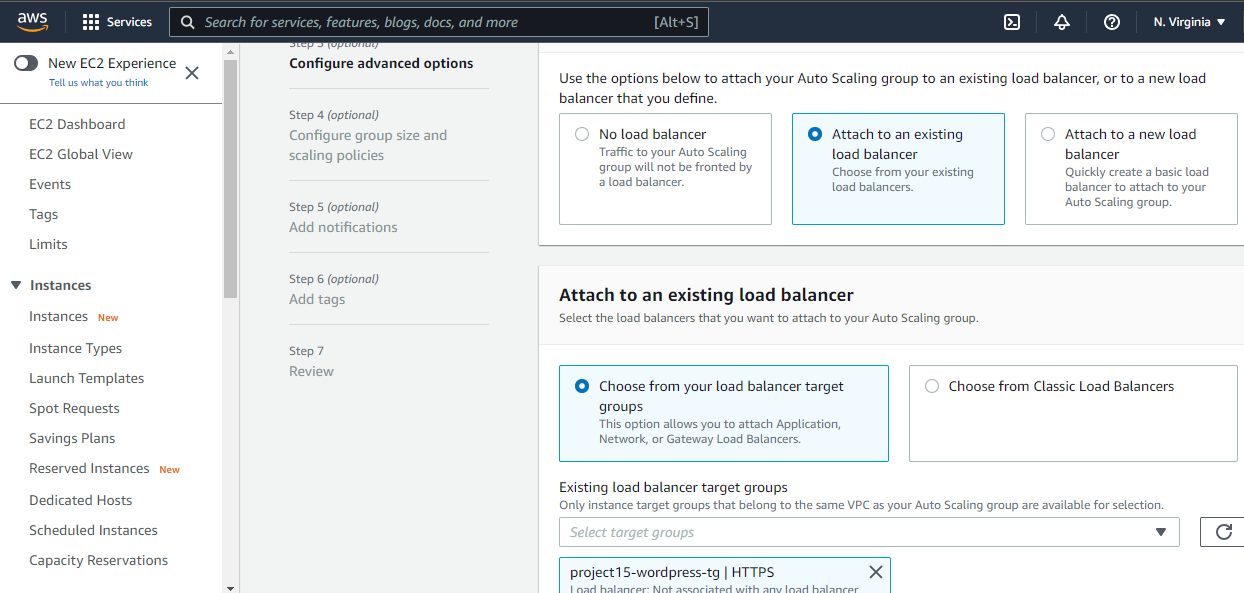 aws
Services
Search for services, features, blogs, docs, and more
[Alt+S]
N. Virginia
New EC2 Experience
Tell us what you think
EC2 Dashboard
EC2 Global View
Events
Tags
Limits
Instances
Instances New
Instance Types
Launch Templates
Spot Requests
Savings Plans
Reserved Instances New
Dedicated Hosts
Scheduled Instances
Capacity Reservations
Step 3 (optional)
Configure advanced options
Step 4 (optional)
Configure group size and
scaling policies
Step 5 (optional)
Add notifications
Step 6 (optional)
Add tags
Step 7
Review
Use the options below to attach your Auto Scaling group to an existing load balancer, or to a new load
balancer that you define.
No load balancer
Traffic to your Auto Scaling
group will not be fronted by
a load balancer.
Attach to an existing
load balancer
Choose from your existing
load balancers.
Attach to a new load
balancer
Quickly create a basic load
balancer to attach to your
Auto Scaling group.
Attach to an existing load balancer
Select the load balancers that you want to attach to your Auto Scaling group.
Choose from your load balancer target
groups
This option allows you to attach Application,
Network, or Gateway Load Balancers.
Choose from Classic Load Balancers
Existing load balancer target groups
Only instance target groups that belong to the same VPC as your Auto Scaling group are available for selection.
Select target groups
project15-wordpress-tg | HTTPS
Load balancer: Not associated with any load balancer